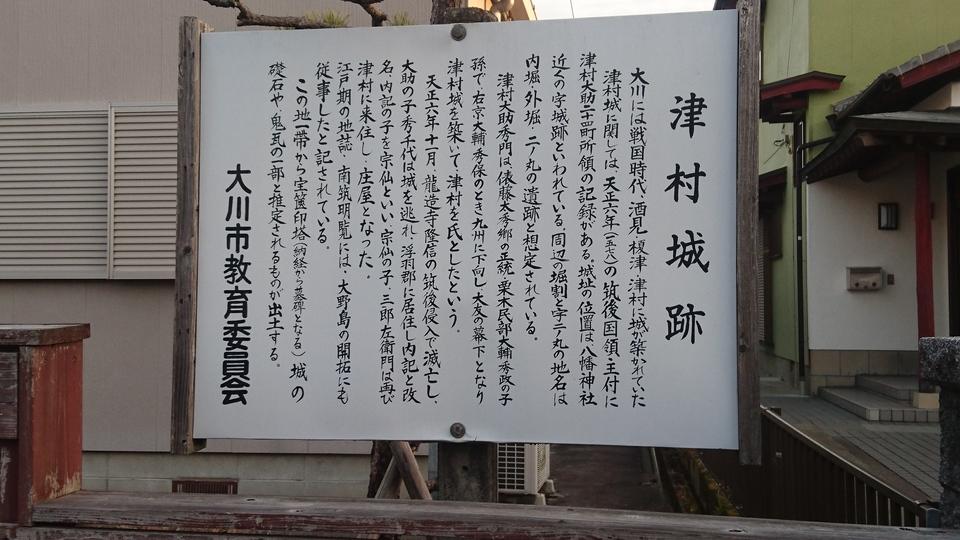 津村城跡
大川には戦国時代、酒見・榎津・津村に城が築かれていた
津村城に関しては、天正六年(一五七八)の筑後国領主付に
津村大助二十四町所領の記録がある。城址の位置は八幡神社
近くの字城跡といわれている。周辺の堀割と字二ノ丸の地名は
内堀・外堀・二ノ丸の遺跡と想定されている。
津村大助秀門は俵藤太秀郷の正統・栗木民部大輔秀政の子
孫で、右京大輔秀保のとき九州に下向し、大友の幕下となり
津村城を築いて津村を氏としたという。
天正六年十一月、龍造寺隆信の筑後侵入で滅亡し、
大助の子秀千代は城を逃れ、浮羽郡に居住し内記と改
名、内記の子を宗仙といい、宗仙の子・三郎左衛門は再び
津村に来住し、庄屋となった。
江戸期の地誌・南筑明覧には、大野島の開拓にも
従事したと記されている。
この地一帯から宝篋印塔(納経から墓碑となる)城の
礎石や、鬼瓦の一部と推定されるものが出土する。
大川市教育委員会